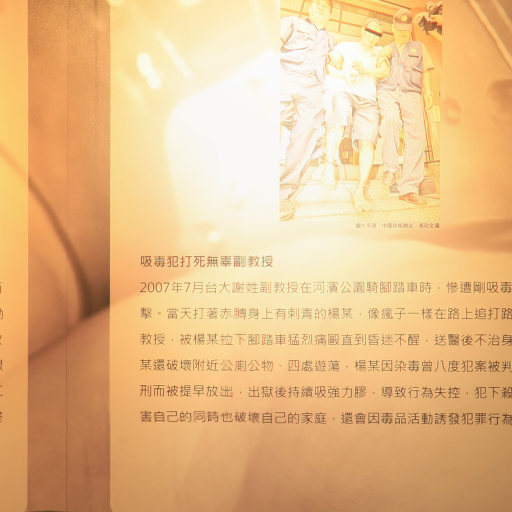 圖片來源：中國
吸毒犯打死無辜副教授
2007年7月台大謝姓副教授在河濱公園騎腳踏車時，慘遭剛吸毒
擊。當天打著赤體身上有刺青的楊某，像瘋子一樣在路上追打路
教授，被楊某拉下腳踏車猛烈痛毆直到昏迷不醒，送醫後不治身
某還破壞附近公廁公物、四處遊蕩，楊某因染毒曾八度犯案被判
刑而被提早放出，出獄後持續吸強力膠，導致行為失控，犯下殺
害自己的同時也破壞自己的家庭，還會因毒品活動誘發犯罪行為